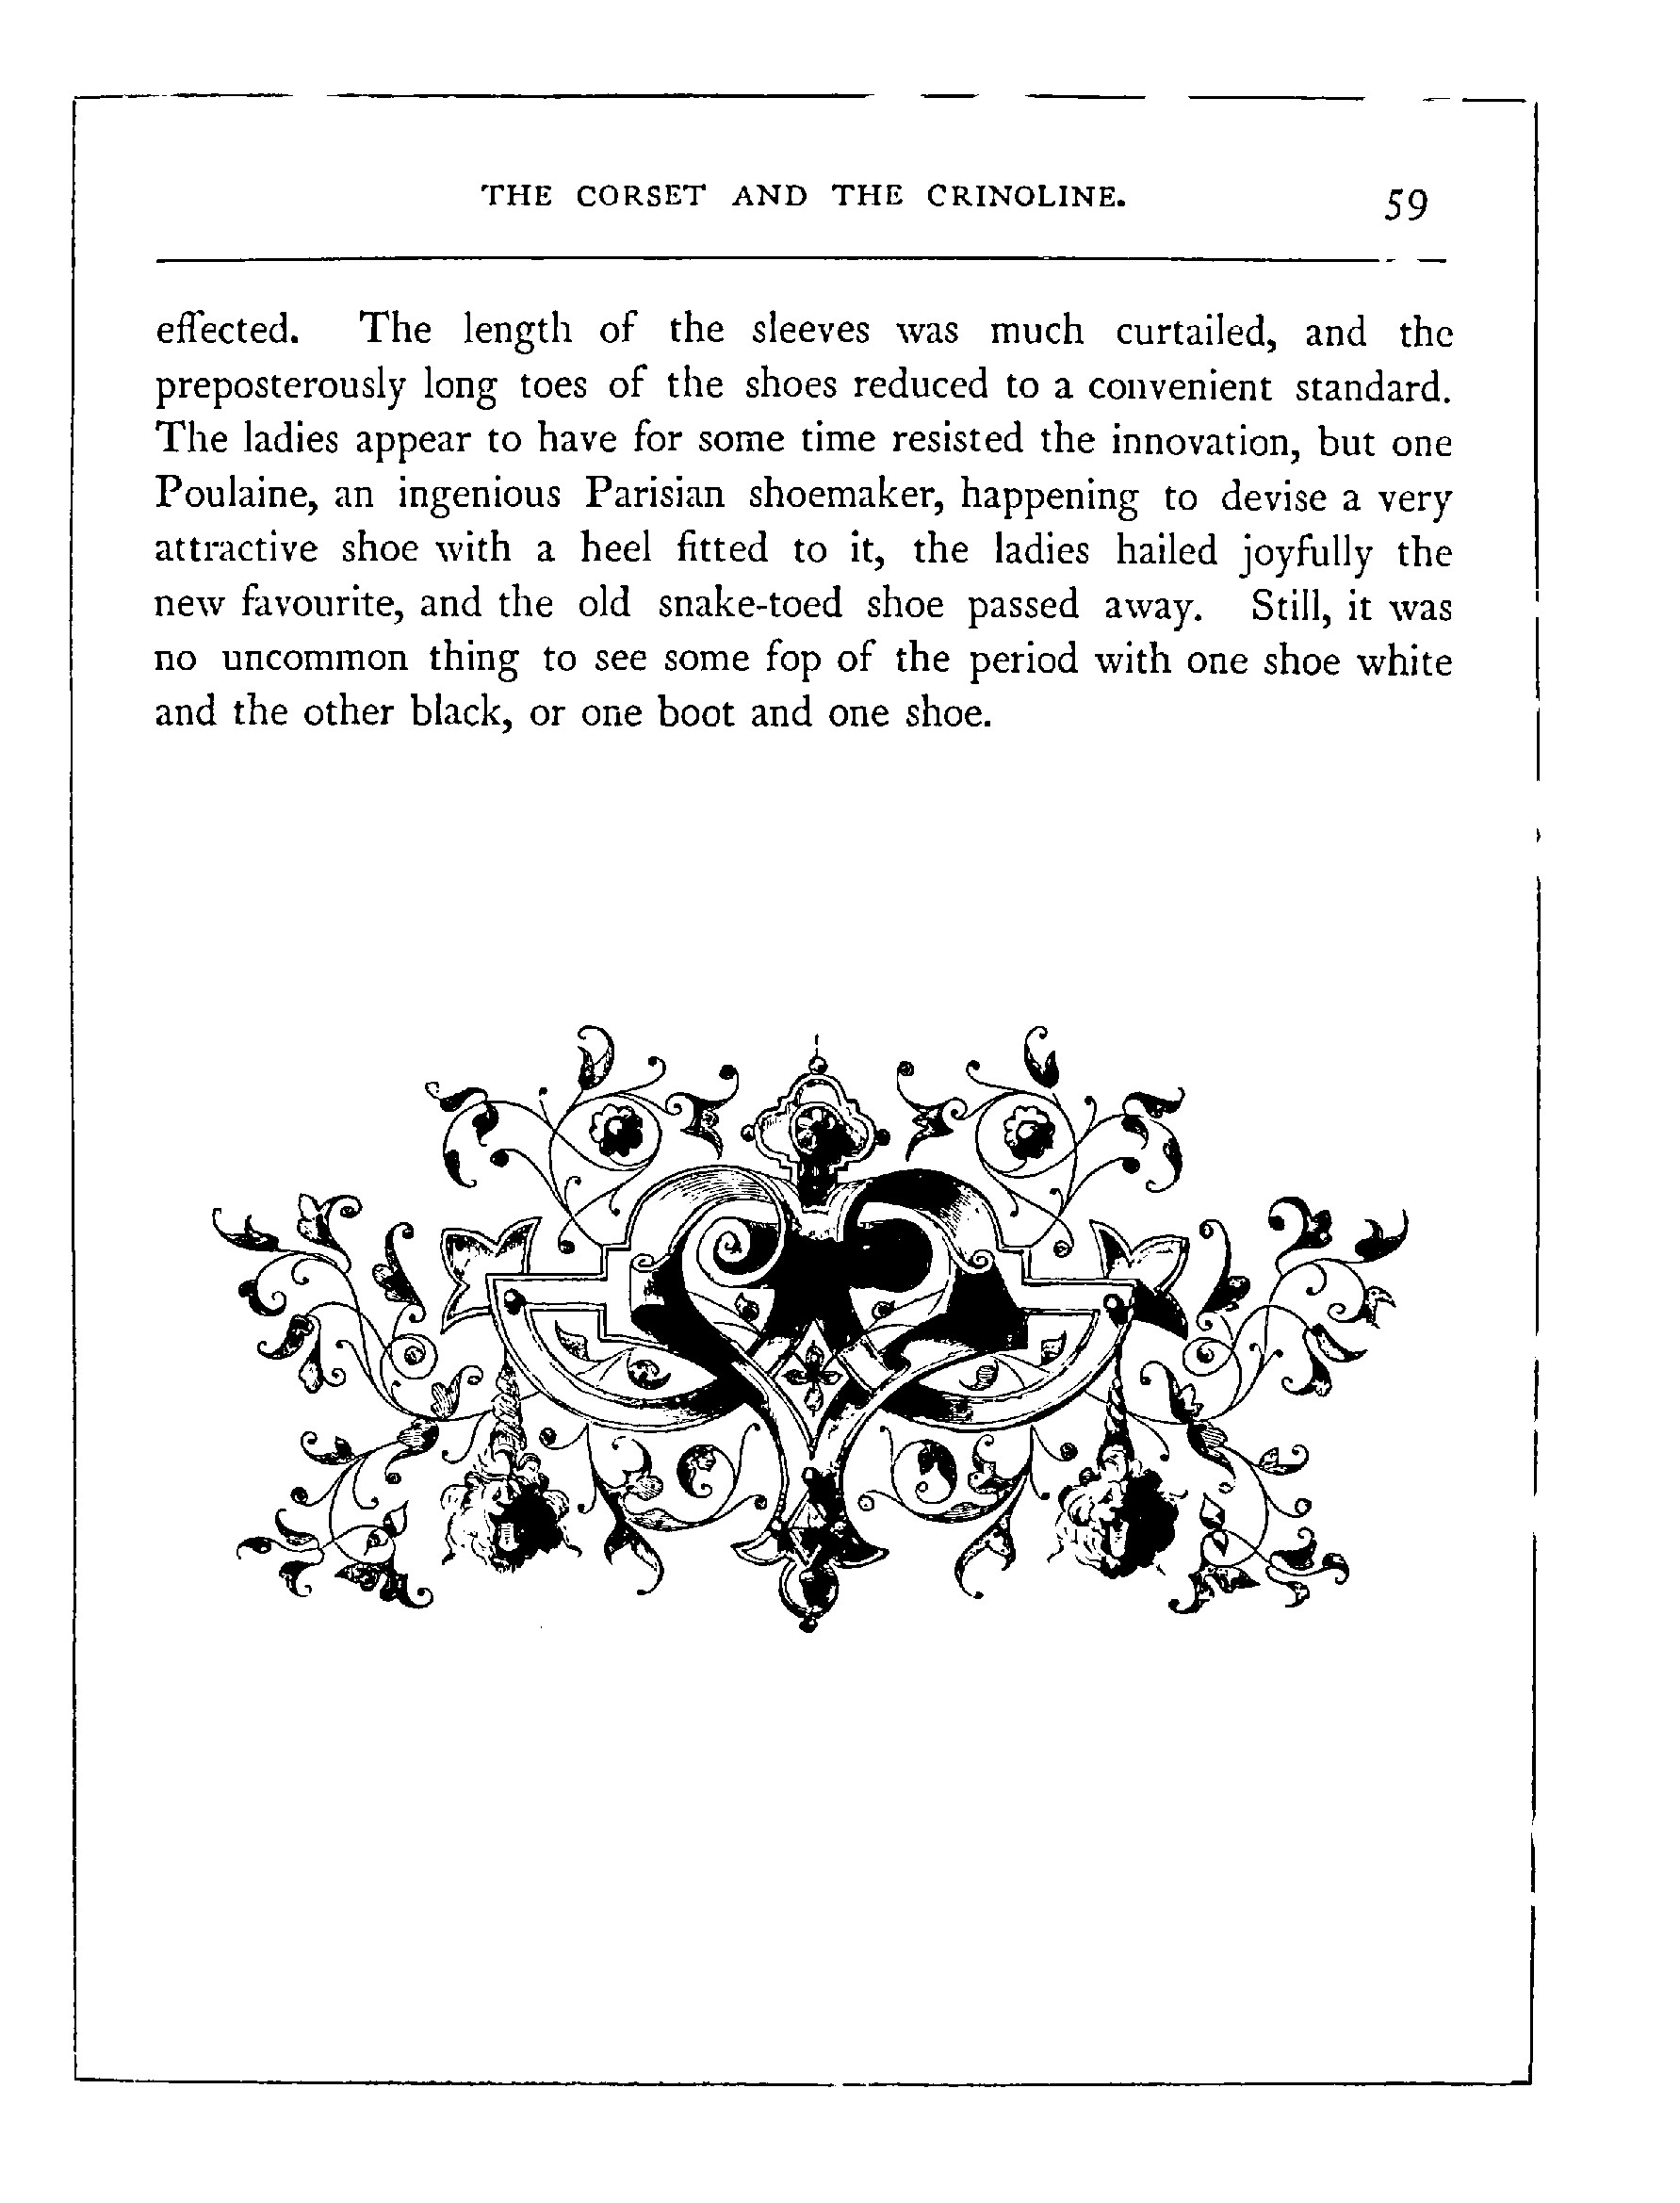 THE CORSET AND THE CRINOLINE. 59
effected. The length of the sleeves was much curtailed, and the
preposterously long toes of the shoes reduced to a convenient standard.
The ladies appear to have for some time resisted the innovation, but one
Poulaine, an ingenious Parisian shoemaker, happening to devise a very
attractive shoe with a heel fitted to it, the ladies hailed joyfully the
new favourite, and the old snake-toed shoe passed away. Still, it was
no uncommon thing to see some fop of the period with one shoe white
and the other black, or one boot and one shoe.